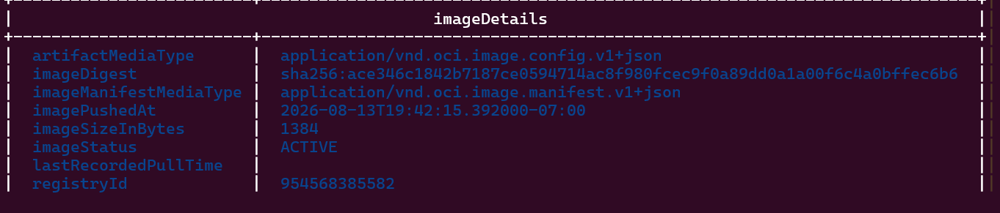 imageDetails
artifactMediaType | application/vnd.oci.image.config.v1+json
imageDigest | sha256:ace346c1842b7187ce0594714ac8f980fcec9f0a89dd0a1a00f6c4a0bffec6b6
imageManifestMediaType | application/vnd.oci.image.manifest.v1+json
imagePushedAt | 2026-08-13T19:42:15.392000-07:00
imageSizeInBytes | 1384
imageStatus | ACTIVE
lastRecordedPullTime |
registryId | 954568385582